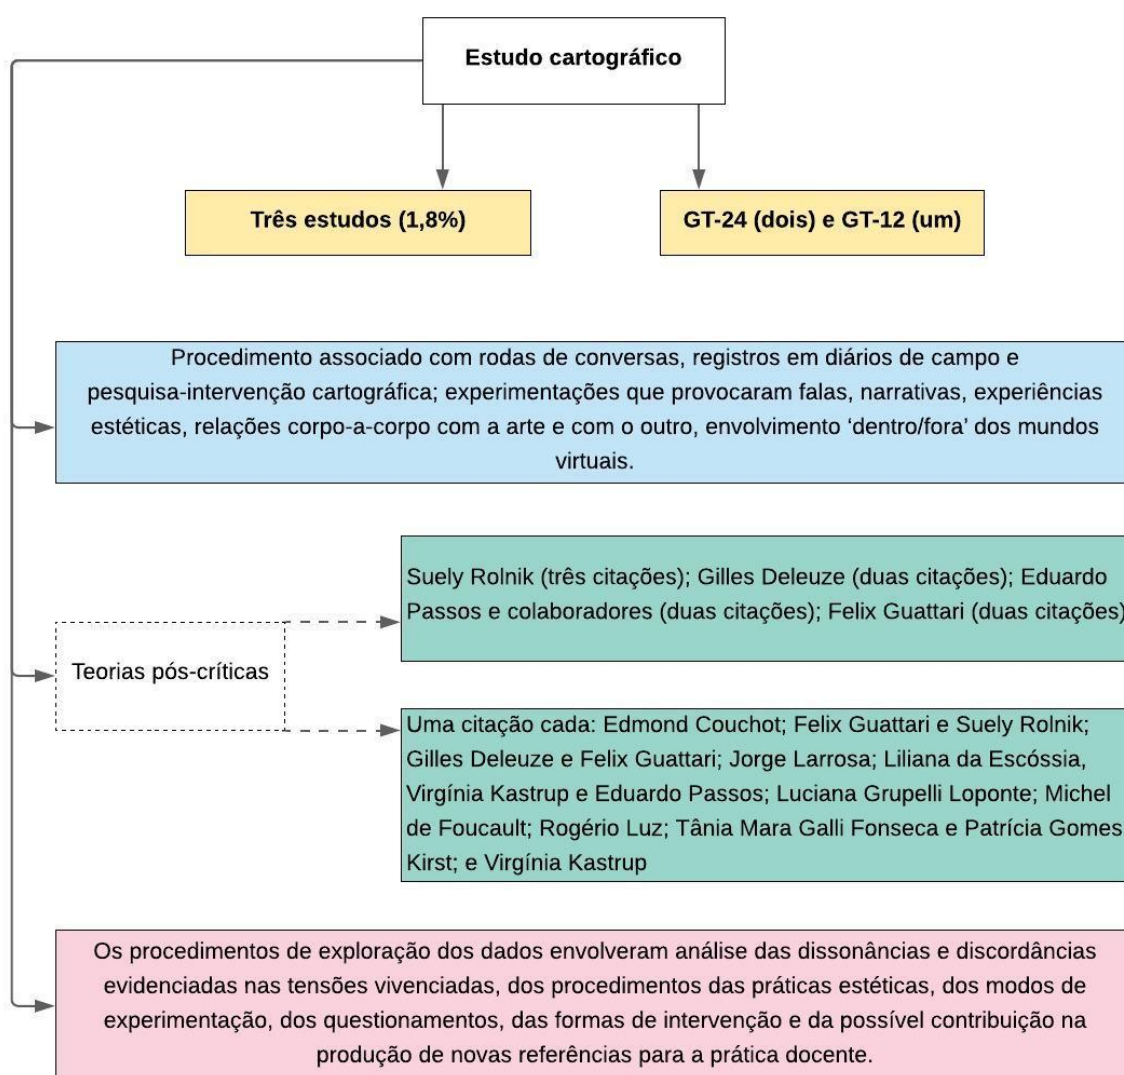 Estudo cartográfico
Três estudos (1,8%)
GT-24 (dois) e GT-12 (um)
Procedimento associado com rodas de conversas, registros em diários de campo e
pesquisa-intervenção cartográfica; experimentações que provocaram falas, narrativas, experiências
estéticas, relações corpo-a-corpo com a arte e com o outro, envolvimento ‘dentro/fora’ dos mundos
virtuais.
Suely Rolnik (três citações); Gilles Deleuze (duas citações); Eduardo
Passos e colaboradores (duas citações); Felix Guattari (duas citações)
Teorias pós-críticas
Uma citação cada: Edmond Couchot; Felix Guattari e Suely Rolnik;
Gilles Deleuze e Felix Guattari; Jorge Larrosa; Liliana da Escóssia,
Virgínia Kastrup e Eduardo Passos; Luciana Grupelli Loponte; Michel
de Foucault; Rogério Luz; Tânia Mara Galli Fonseca e Patrícia Gomes
Kirst; e Virgínia Kastrup
Os procedimentos de exploração dos dados envolveram análise das dissonâncias e discordâncias
evidenciadas nas tensões vivenciadas, dos procedimentos das práticas estéticas, dos modos de
experimentação, dos questionamentos, das formas de intervenção e da possível contribuição na
produção de novas referências para a prática docente.